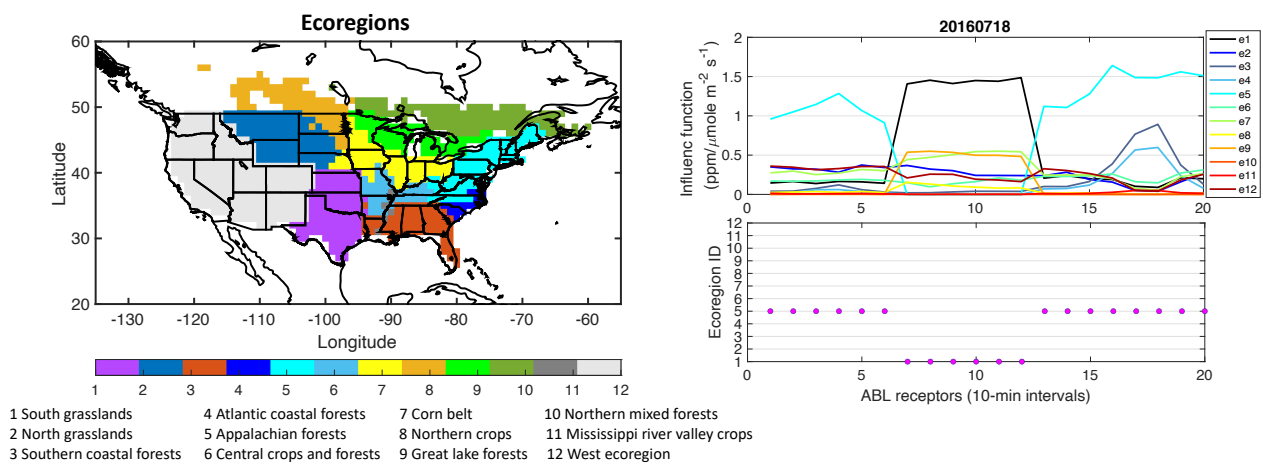 Ecoregions
60
50
40
30
20
Latitude
-130 -120 -110 -100 -90 -80 -70 -60
Longitude
1 2 3 4 5 6 7 8 9 10 11 12
1 South grasslands 4 Atlantic coastal forests 7 Corn belt 10 Northern mixed forests
2 North grasslands 5 Appalachian forests 8 Northern crops 11 Mississippi river valley crops
3 Southern coastal forests 6 Central crops and forests 9 Great lake forests 12 West ecoregion
20160718
2
1.5
1
0.5
0
Influenc function
(ppm/μmole m⁻² s⁻¹)
0 5 10 15 20
e1
e2
e3
e4
e5
e6
e7
e8
e9
e10
e11
e12
12
11
10
9
8
7
6
5
4
3
2
1
Ecoregion ID
0 5 10 15 20
ABL receptors (10-min intervals)